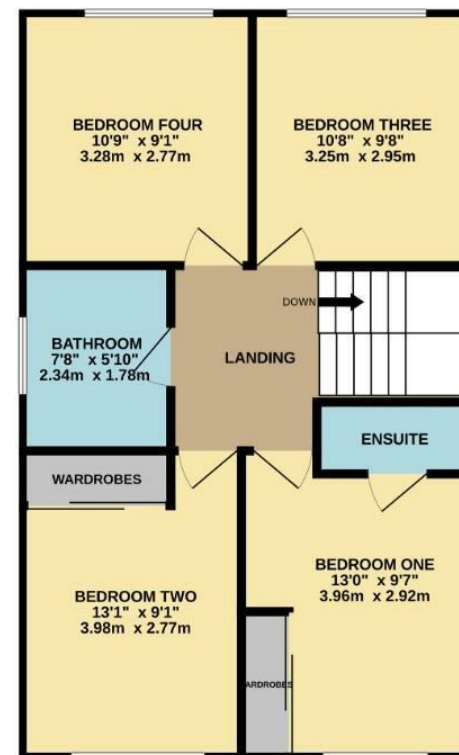 BEDROOM FOUR
10'9" x 9'1"
3.28m x 2.77m
BEDROOM THREE
10'8" x 9'8"
3.25m x 2.95m
DOWN
BATHROOM
7'8" x 5'10"
2.34m x 1.78m
LANDING
ENSUITE
WARDROBES
BEDROOM ONE
13'0" x 9'7"
3.96m x 2.92m
BEDROOM TWO
13'1" x 9'1"
3.98m x 2.77m
ARDROBES